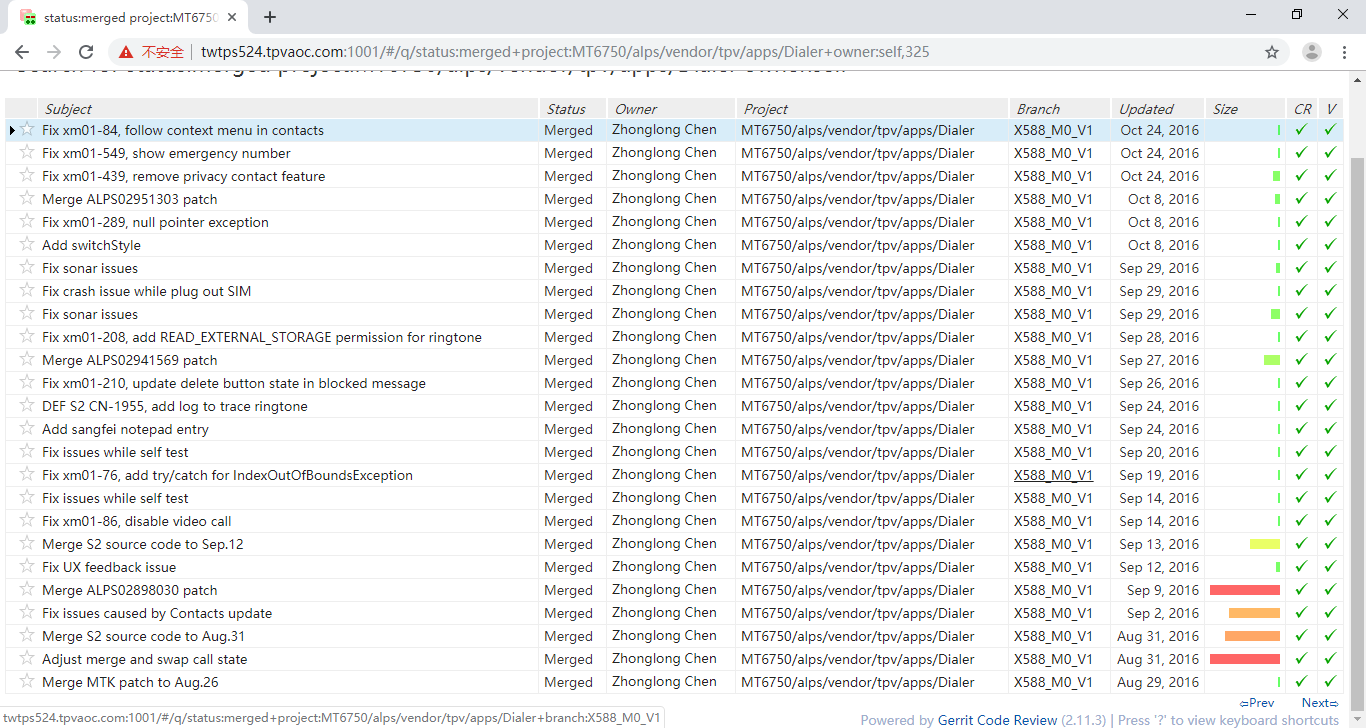 status:merged project:MT6750
不安全 twtps524.tpvaoc.com:1001/#/q/status:merged+project:MT6750/alps/vendor/tpv/apps/Dialer+owner:self,325
Search for status:merged project:MT6750/alps/vendor/tpv/apps/Dialer owner:self
Subject Status Owner Project Branch Updated Size CR V
Fix xm01-84, follow context menu in contacts Merged Zhonglong Chen MT6750/alps/vendor/tpv/apps/Dialer X588_M0_V1 Oct 24, 2016
Fix xm01-549, show emergency number Merged Zhonglong Chen MT6750/alps/vendor/tpv/apps/Dialer X588_M0_V1 Oct 24, 2016
Fix xm01-439, remove privacy contact feature Merged Zhonglong Chen MT6750/alps/vendor/tpv/apps/Dialer X588_M0_V1 Oct 24, 2016
Merge ALPS02951303 patch Merged Zhonglong Chen MT6750/alps/vendor/tpv/apps/Dialer X588_M0_V1 Oct 8, 2016
Fix xm01-289, null pointer exception Merged Zhonglong Chen MT6750/alps/vendor/tpv/apps/Dialer X588_M0_V1 Oct 8, 2016
Add switchStyle Merged Zhonglong Chen MT6750/alps/vendor/tpv/apps/Dialer X588_M0_V1 Oct 8, 2016
Fix sonar issues Merged Zhonglong Chen MT6750/alps/vendor/tpv/apps/Dialer X588_M0_V1 Sep 29, 2016
Fix crash issue while plug out SIM Merged Zhonglong Chen MT6750/alps/vendor/tpv/apps/Dialer X588_M0_V1 Sep 29, 2016
Fix sonar issues Merged Zhonglong Chen MT6750/alps/vendor/tpv/apps/Dialer X588_M0_V1 Sep 29, 2016
Fix xm01-208, add READ_EXTERNAL_STORAGE permission for ringtone Merged Zhonglong Chen MT6750/alps/vendor/tpv/apps/Dialer X588_M0_V1 Sep 28, 2016
Merge ALPS02941569 patch Merged Zhonglong Chen MT6750/alps/vendor/tpv/apps/Dialer X588_M0_V1 Sep 27, 2016
Fix xm01-210, update delete button state in blocked message Merged Zhonglong Chen MT6750/alps/vendor/tpv/apps/Dialer X588_M0_V1 Sep 26, 2016
DEF S2 CN-1955, add log to trace ringtone Merged Zhonglong Chen MT6750/alps/vendor/tpv/apps/Dialer X588_M0_V1 Sep 24, 2016
Add sangfei notepad entry Merged Zhonglong Chen MT6750/alps/vendor/tpv/apps/Dialer X588_M0_V1 Sep 24, 2016
Fix issues while self test Merged Zhonglong Chen MT6750/alps/vendor/tpv/apps/Dialer X588_M0_V1 Sep 20, 2016
Fix xm01-76, add try/catch for IndexOutOfBoundsException Merged Zhonglong Chen MT6750/alps/vendor/tpv/apps/Dialer X588_M0_V1 Sep 19, 2016
Fix issues while self test Merged Zhonglong Chen MT6750/alps/vendor/tpv/apps/Dialer X588_M0_V1 Sep 14, 2016
Fix xm01-86, disable video call Merged Zhonglong Chen MT6750/alps/vendor/tpv/apps/Dialer X588_M0_V1 Sep 14, 2016
Merge S2 source code to Sep.12 Merged Zhonglong Chen MT6750/alps/vendor/tpv/apps/Dialer X588_M0_V1 Sep 13, 2016
Fix UX feedback issue Merged Zhonglong Chen MT6750/alps/vendor/tpv/apps/Dialer X588_M0_V1 Sep 12, 2016
Merge ALPS02898030 patch Merged Zhonglong Chen MT6750/alps/vendor/tpv/apps/Dialer X588_M0_V1 Sep 9, 2016
Fix issues caused by Contacts update Merged Zhonglong Chen MT6750/alps/vendor/tpv/apps/Dialer X588_M0_V1 Sep 2, 2016
Merge S2 source code to Aug.31 Merged Zhonglong Chen MT6750/alps/vendor/tpv/apps/Dialer X588_M0_V1 Aug 31, 2016
Adjust merge and swap call state Merged Zhonglong Chen MT6750/alps/vendor/tpv/apps/Dialer X588_M0_V1 Aug 31, 2016
Merge MTK patch to Aug.26 Merged Zhonglong Chen MT6750/alps/vendor/tpv/apps/Dialer X588_M0_V1 Aug 29, 2016
⇦Prev Next⇨
twtps524.tpvaoc.com:1001/#/q/status:merged+project:MT6750/alps/vendor/tpv/apps/Dialer+branch:X588_M0_V1
Powered by Gerrit Code Review (2.11.3) | Press '?' to view keyboard shortcuts